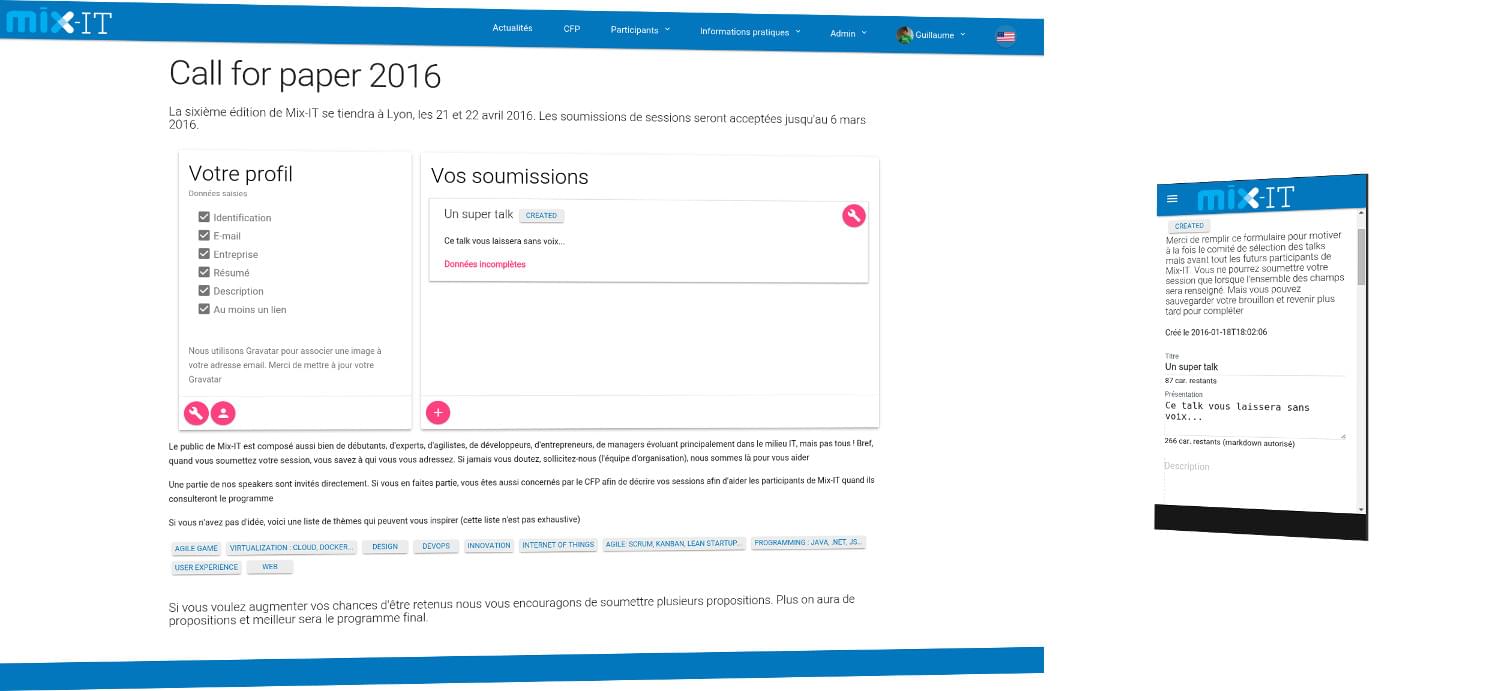 mix-IT
Actualités CFP Participants Informations pratiques Admin Guillaume
Call for paper 2016
La sixième édition de Mix-IT se tiendra à Lyon, les 21 et 22 avril 2016. Les soumissions de sessions seront acceptées jusqu'au 6 mars
2016.
Votre profil
Données saisies
Identification
E-mail
Entreprise
Résumé
Description
Au moins un lien
Nous utilisons Gravatar pour associer une image à
votre adresse email. Merci de mettre à jour votre
Gravatar
Vos soumissions
Un super talk CREATED
Ce talk vous laissera sans voix...
Données incomplètes
Le public de Mix-IT est composé aussi bien de débutants, d'experts, d'agilistes, de développeurs, d'entrepreneurs, de managers évoluant principalement dans le milieu IT, mais pas tous ! Bref,
quand vous soumettez votre session, vous savez à qui vous vous adressez. Si jamais vous doutez, sollicitez-nous (l'équipe d'organisation), nous sommes là pour vous aider
Une partie de nos speakers sont invités directement. Si vous en faites partie, vous êtes aussi concernés par le CFP afin de décrire vos sessions afin d'aider les participants de Mix-IT quand ils
consulteront le programme
Si vous n'avez pas d'idée, voici une liste de thèmes qui peuvent vous inspirer (cette liste n'est pas exhaustive)
AGILE GAME VIRTUALIZATION : CLOUD, DOCKER... DESIGN DEVOPS INNOVATION INTERNET OF THINGS AGILE: SCRUM, KANBAN, LEAN STARTUP... PROGRAMMING : JAVA, .NET, JS...
USER EXPERIENCE WEB
Si vous voulez augmenter vos chances d'être retenus nous vous encouragons de soumettre plusieurs propositions. Plus on aura de
propositions et meilleur sera le programme final.
mix-IT
CREATED
Merci de remplir ce formulaire pour motiver
à la fois le comité de sélection des talks
mais avant tout les futurs participants de
Mix-IT. Vous ne pourrez soumettre votre
session que lorsque l'ensemble des champs
sera renseigné. Mais vous pouvez
sauvegarder votre brouillon et revenir plus
tard pour compléter
Créé le 2016-01-18T18:02:06
Titre
Un super talk
87 car. restants
Présentation
Ce talk vous laissera sans
voix...
266 car. restants (markdown autorisé)
Description